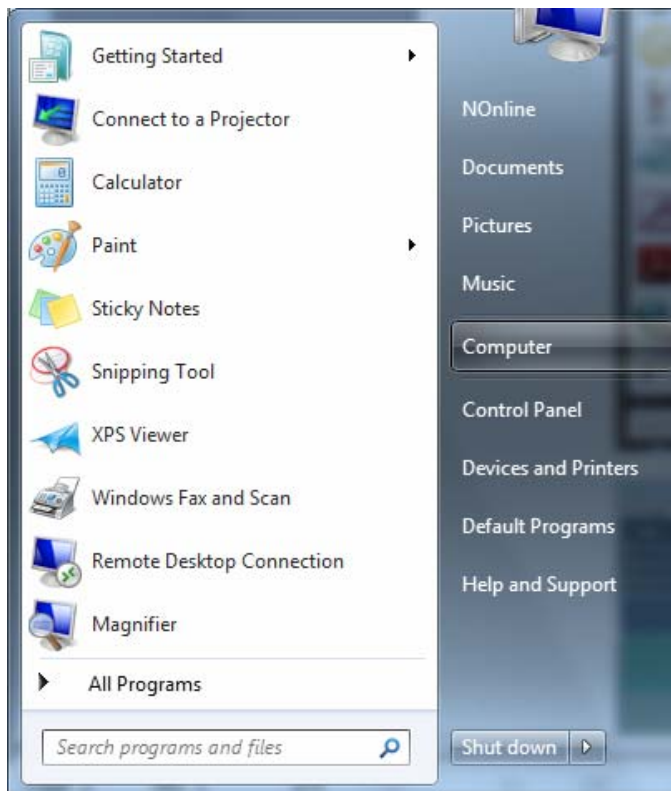 Getting Started
Connect to a Projector
Calculator
Paint
Sticky Notes
Snipping Tool
XPS Viewer
Windows Fax and Scan
Remote Desktop Connection
Magnifier
All Programs
Search programs and files
NOnline
Documents
Pictures
Music
Computer
Control Panel
Devices and Printers
Default Programs
Help and Support
Shut down